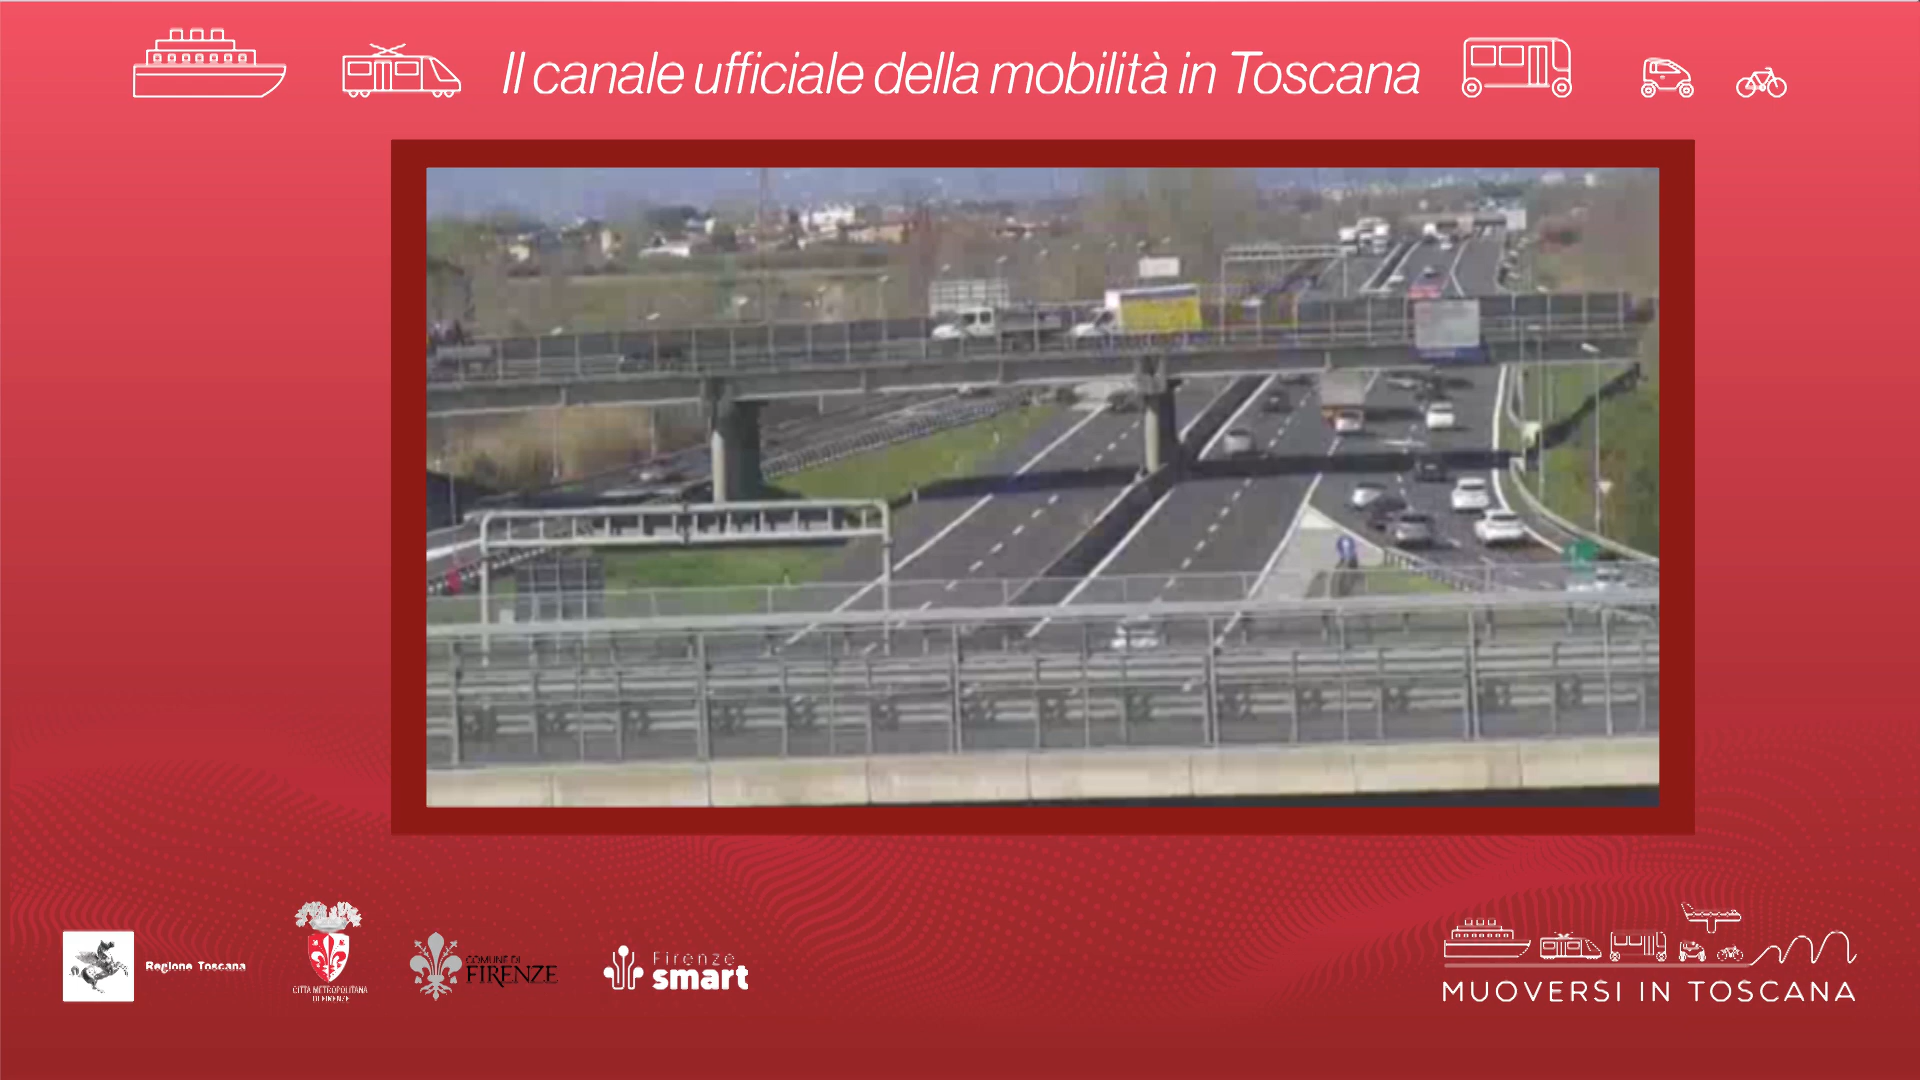 Il canale ufficiale della mobilità in Toscana
Regione Toscana
CITTÀ METROPOLITANA
DI FIRENZE
COMUNE DI
FIRENZE
Firenze
smart
MUOVERSI IN TOSCANA